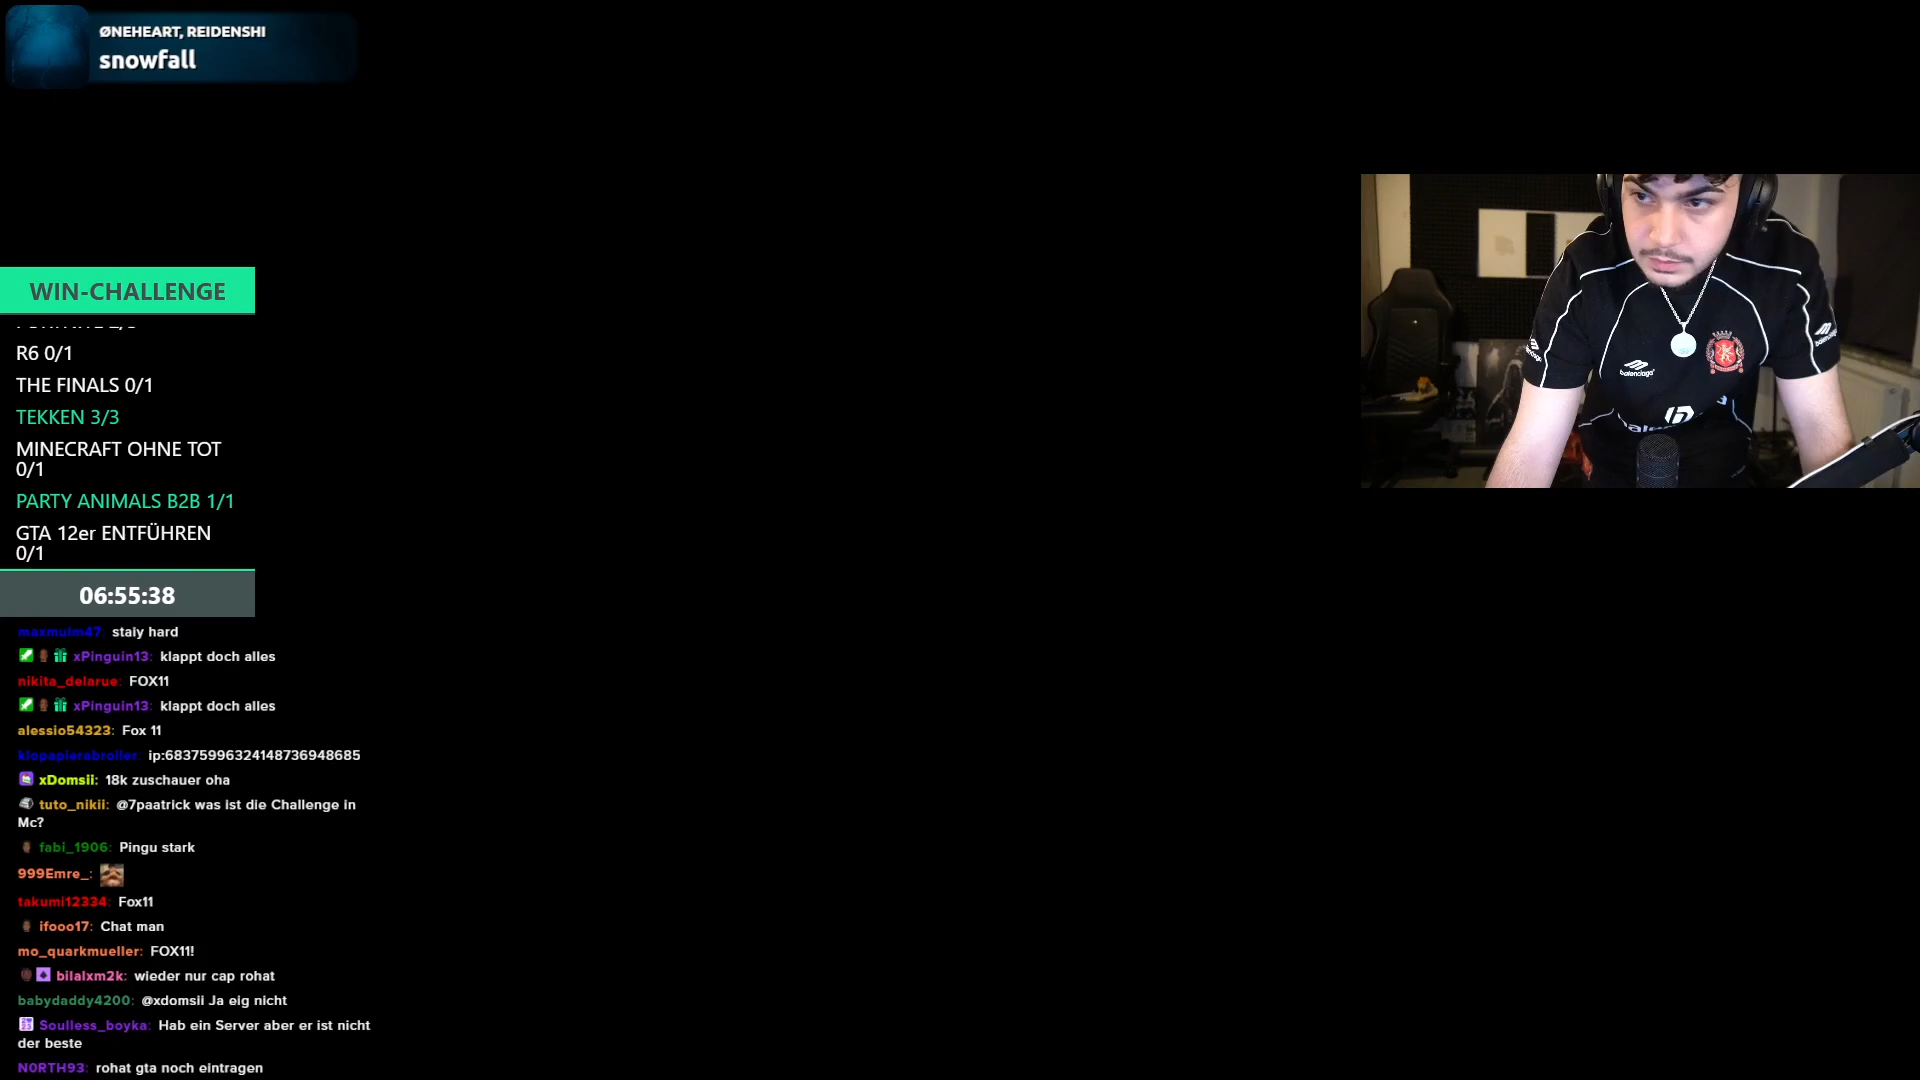 ØNEHEART, REIDENSHI
snowfall
WIN-CHALLENGE
R6 0/1
THE FINALS 0/1
TEKKEN 3/3
MINECRAFT OHNE TOT
0/1
PARTY ANIMALS B2B 1/1
GTA 12er ENTFÜHREN
0/1
06:55:38
maxmulm47: staiy hard
xPinguin13: klappt doch alles
nikita_delarue: FOX11
xPinguin13: klappt doch alles
alessio54323: Fox 11
klopapierabroller: ip:68375996324148736948685
xDomsii: 18k zuschauer oha
tuto_nikii: @7paatrick was ist die Challenge in
Mc?
fabi_1906: Pingu stark
999Emre_:
takumi12334: Fox11
ifooo17: Chat man
mo_quarkmueller: FOX11!
bilalxm2k: wieder nur cap rohat
babydaddy4200: @xdomsii Ja eig nicht
Soulless_boyka: Hab ein Server aber er ist nicht
der beste
N0RTH93: rohat gta noch eintragen
balenciaga